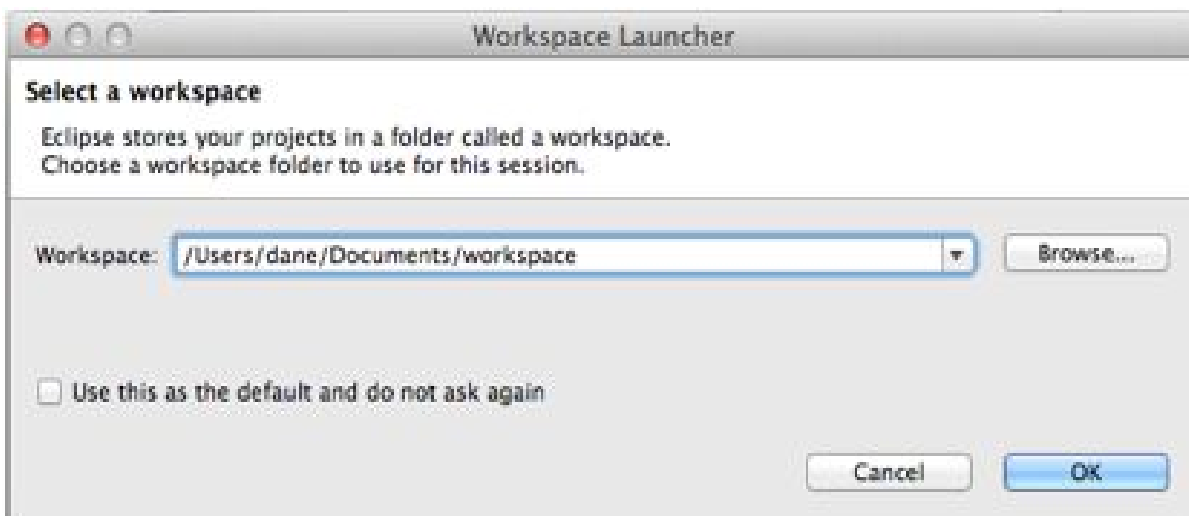 Workspace Launcher
Select a workspace
Eclipse stores your projects in a folder called a workspace.
Choose a workspace folder to use for this session.
Workspace: /Users/dane/Documents/workspace Browse...
Use this as the default and do not ask again
Cancel OK